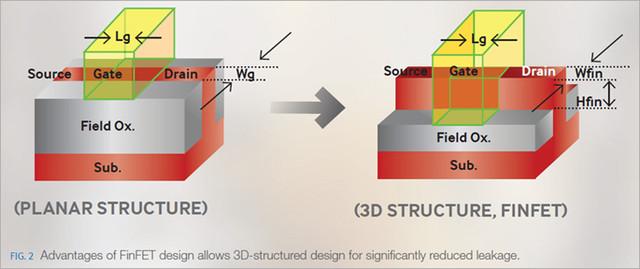 Lg
Source Gate Drain Wg
Field Ox.
Sub.
(PLANAR STRUCTURE)
Lg
Source Gate Drain Wfin
Hfin
Field Ox.
Sub.
(3D STRUCTURE, FINFET)
FIG. 2 Advantages of FinFET design allows 3D-structured design for significantly reduced leakage.